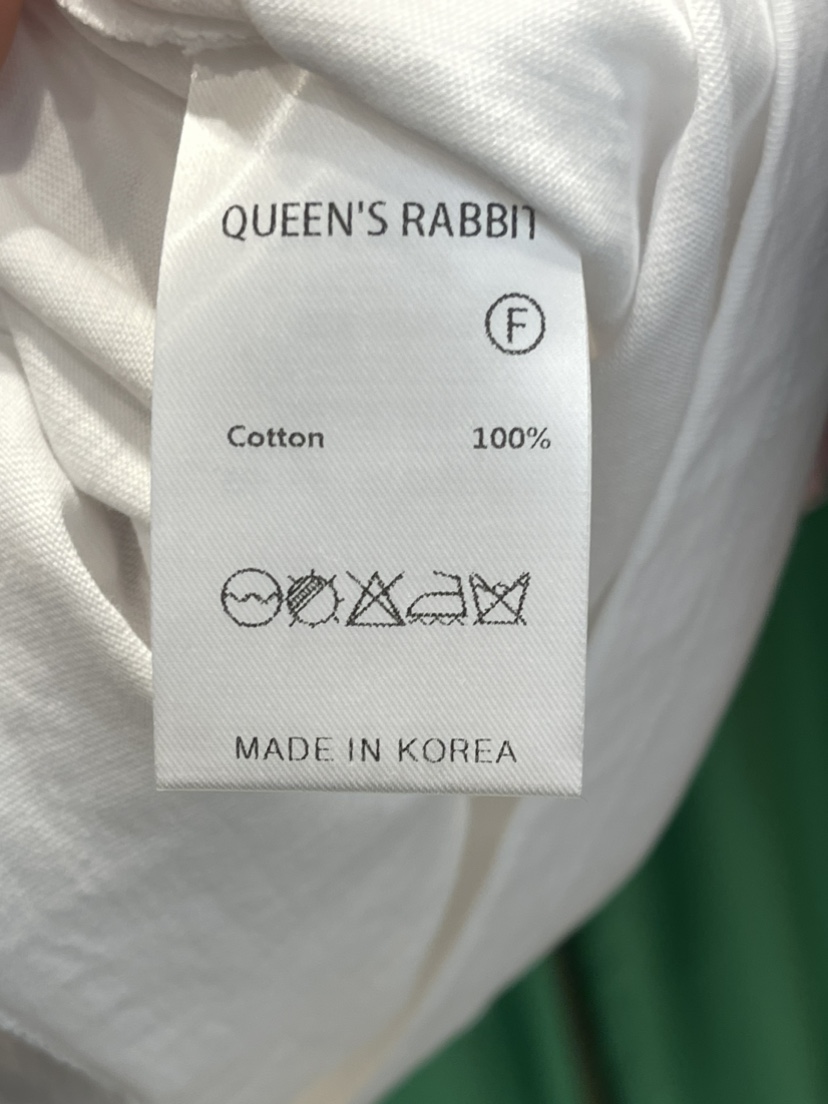 QUEEN'S RABBIT
F
Cotton 100%
MADE IN KOREA